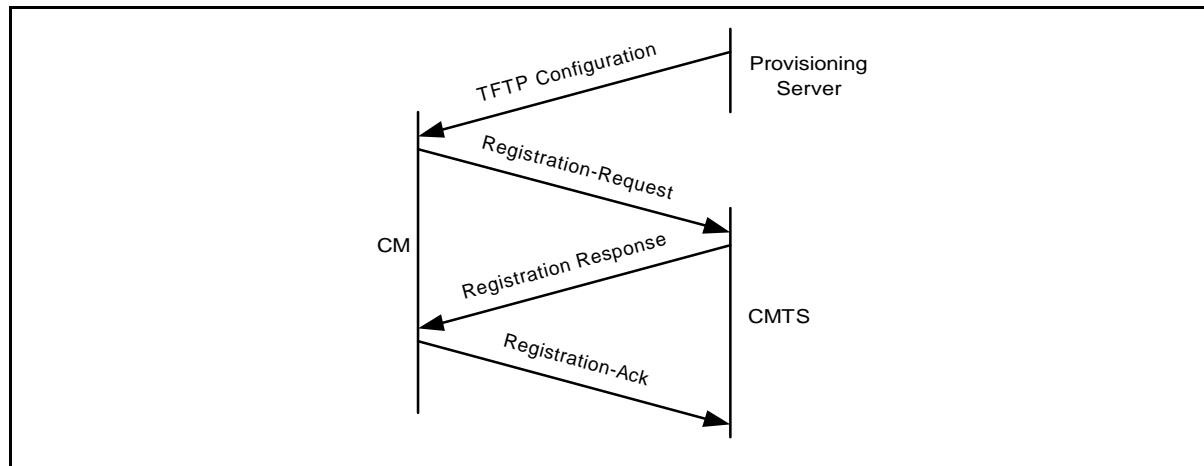 TFTP Configuration
Provisioning
Server
Registration-Request
CM
Registration Response
CMTS
Registration-Ack